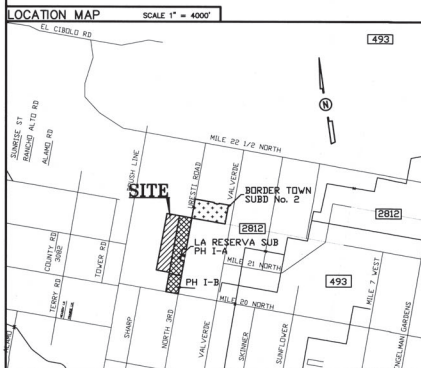 LOCATION MAP
SCALE 1" = 4000'
EL CIBOLO RD
493
SUNRISE ST
RANCHO ALTO RD
ALAMO RD
N
MILE 22 1/2 NORTH
URESTI ROAD
VALVERDE
SITE
BORDER TOWN
SUBD No. 2
2812
2812
LA RESERVA SUB
PH I-A
COUNTY RD
3082
TOWER RD
MILE 21 NORTH
PH I-B
493
MILE 7 WEST
TERRY RD
MILE 20 NORTH
SHARP
NORTH 3RD
VALVERDE
SKINNER
SUNFLOWER
ENGELMAN GARDENS
ALAMO